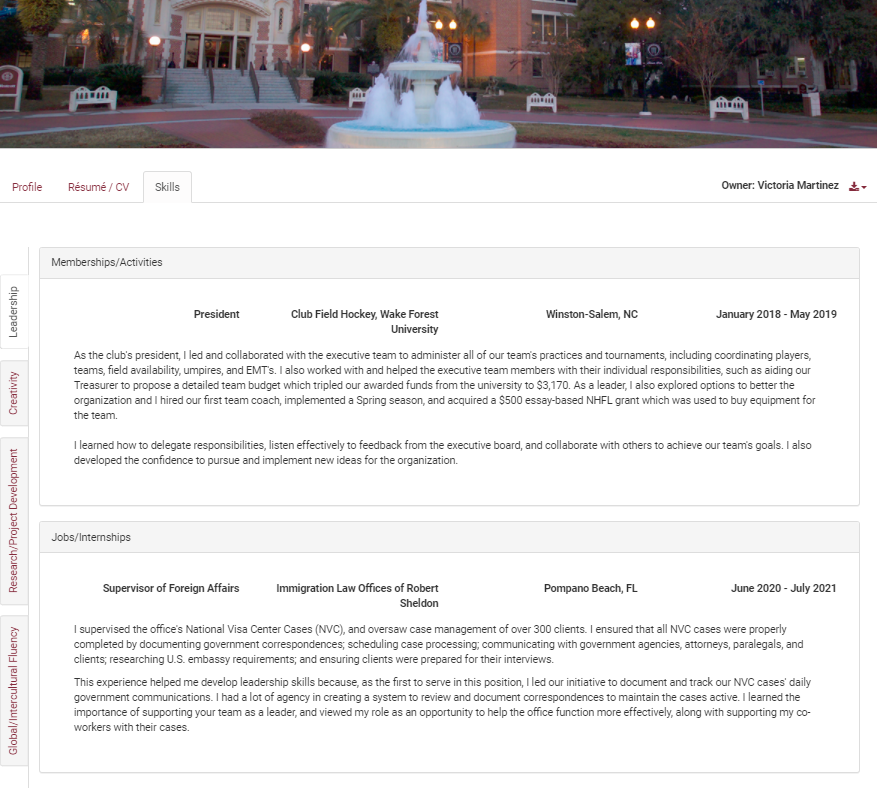 Profile
Résumé / CV
Skills
Owner: Victoria Martinez
Leadership
Creativity
Research/Project Development
Global/Intercultural Fluency
Memberships/Activities
President
Club Field Hockey, Wake Forest
University
Winston-Salem, NC
January 2018 - May 2019
As the club's president, I led and collaborated with the executive team to administer all of our team's practices and tournaments, including coordinating players,
teams, field availability, umpires, and EMT's. I also worked with and helped the executive team members with their individual responsibilities, such as aiding our
Treasurer to propose a detailed team budget which tripled our awarded funds from the university to $3,170. As a leader, I also explored options to better the
organization and I hired our first team coach, implemented a Spring season, and acquired a $500 essay-based NHFL grant which was used to buy equipment for
the team.
I learned how to delegate responsibilities, listen effectively to feedback from the executive board, and collaborate with others to achieve our team's goals. I also
developed the confidence to pursue and implement new ideas for the organization.
Jobs/Internships
Supervisor of Foreign Affairs
Immigration Law Offices of Robert
Sheldon
Pompano Beach, FL
June 2020 - July 2021
I supervised the office's National Visa Center Cases (NVC), and oversaw case management of over 300 clients. I ensured that all NVC cases were properly
completed by documenting government correspondences; scheduling case processing; communicating with government agencies, attorneys, paralegals, and
clients; researching U.S. embassy requirements; and ensuring clients were prepared for their interviews.
This experience helped me develop leadership skills because, as the first to serve in this position, I led our initiative to document and track our NVC cases' daily
government communications. I had a lot of agency in creating a system to review and document correspondences to maintain the cases active. I learned the
importance of supporting your team as a leader, and viewed my role as an opportunity to help the office function more effectively, along with supporting my co-
workers with their cases.